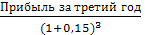 Прибыль за третий год
(1+0,15)³